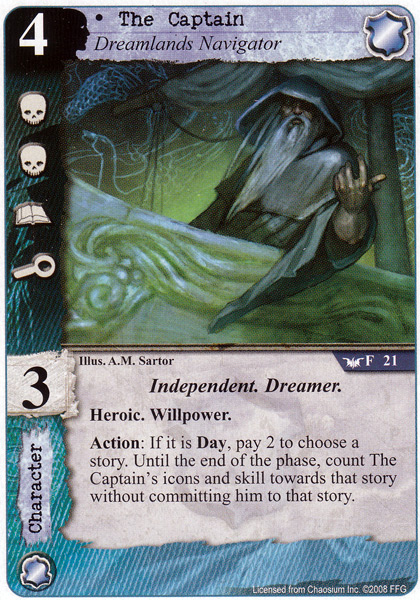 4
• The Captain
Dreamlands Navigator
Illus. A.M. Sartor
F 21
3
Independent. Dreamer.
Heroic. Willpower.
Action: If it is Day, pay 2 to choose a
story. Until the end of the phase, count The
Captain's icons and skill towards that story
without committing him to that story.
Character
Licensed from Chaosium Inc. ©2008 FFG